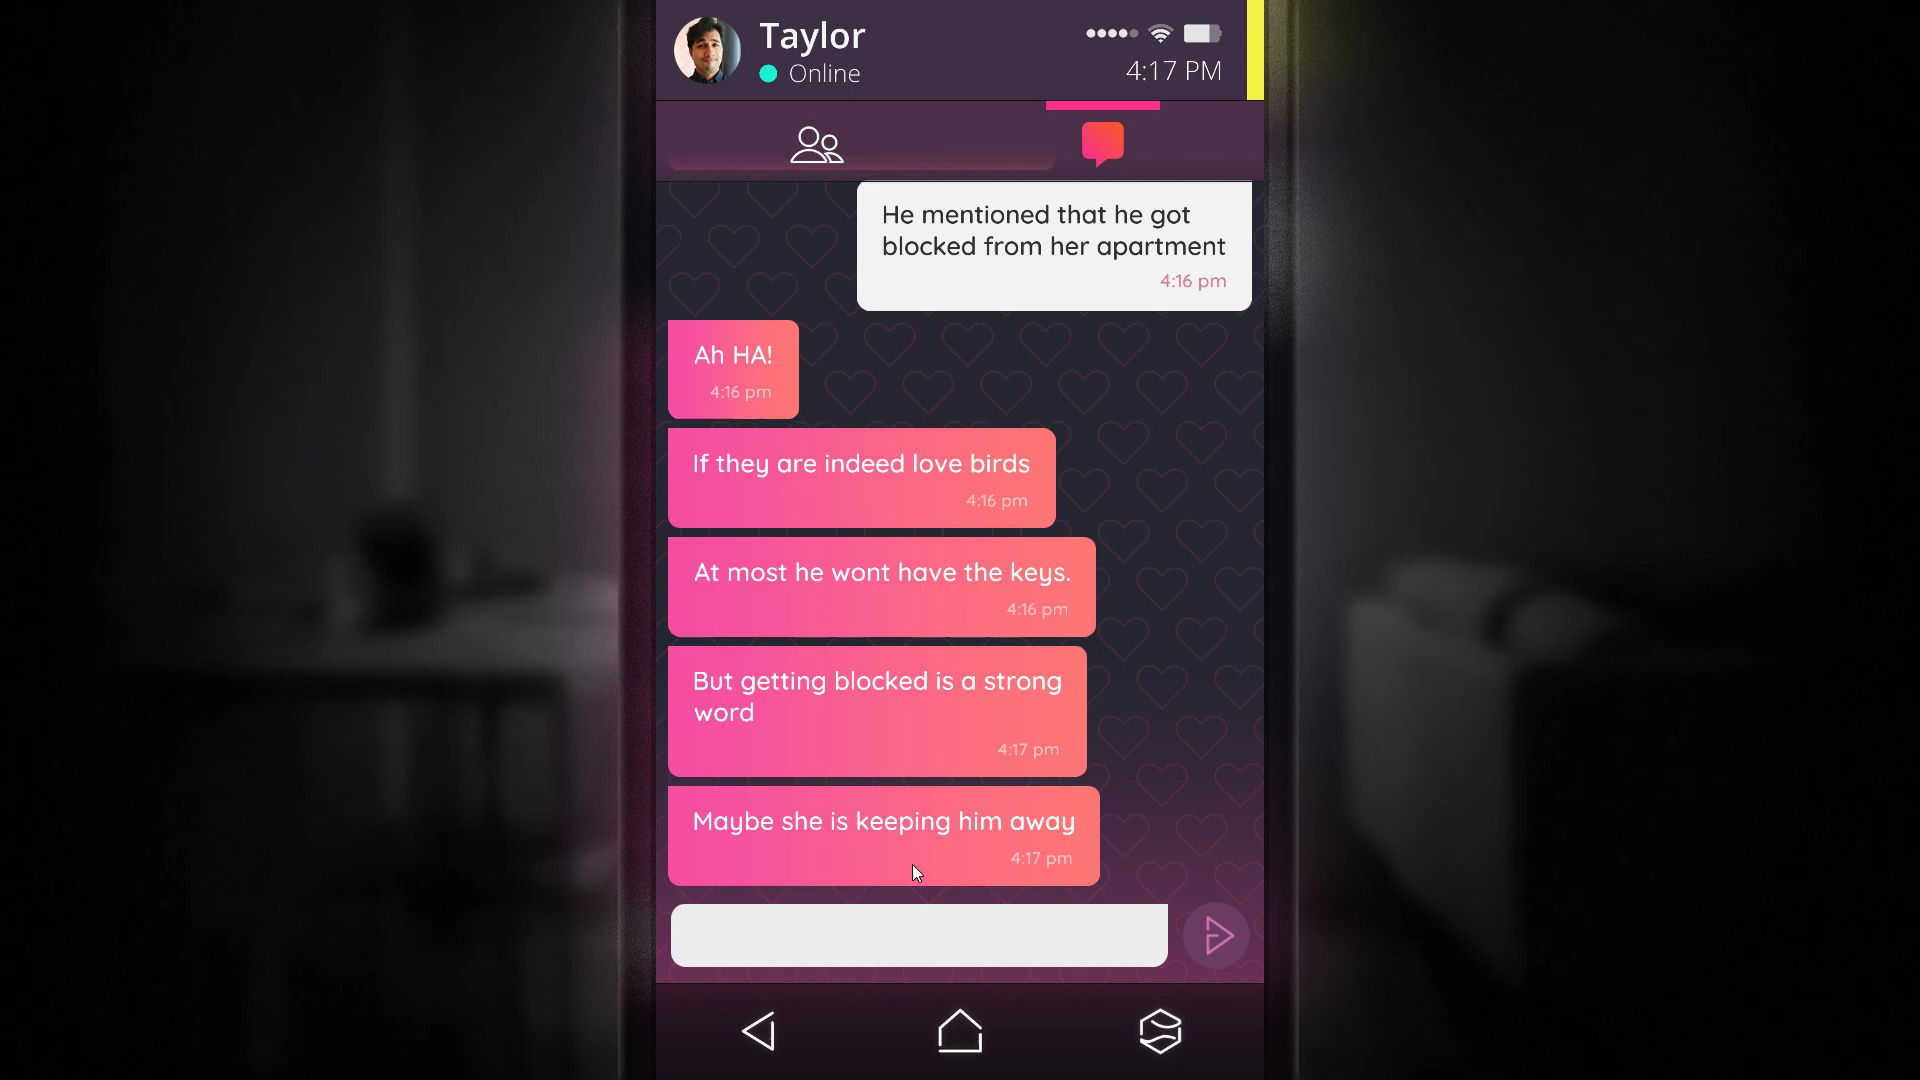 Taylor
Online
4:17 PM
He mentioned that he got
blocked from her apartment
4:16 pm
Ah HA!
4:16 pm
If they are indeed love birds
4:16 pm
At most he wont have the keys.
4:16 pm
But getting blocked is a strong
word
4:17 pm
Maybe she is keeping him away
4:17 pm